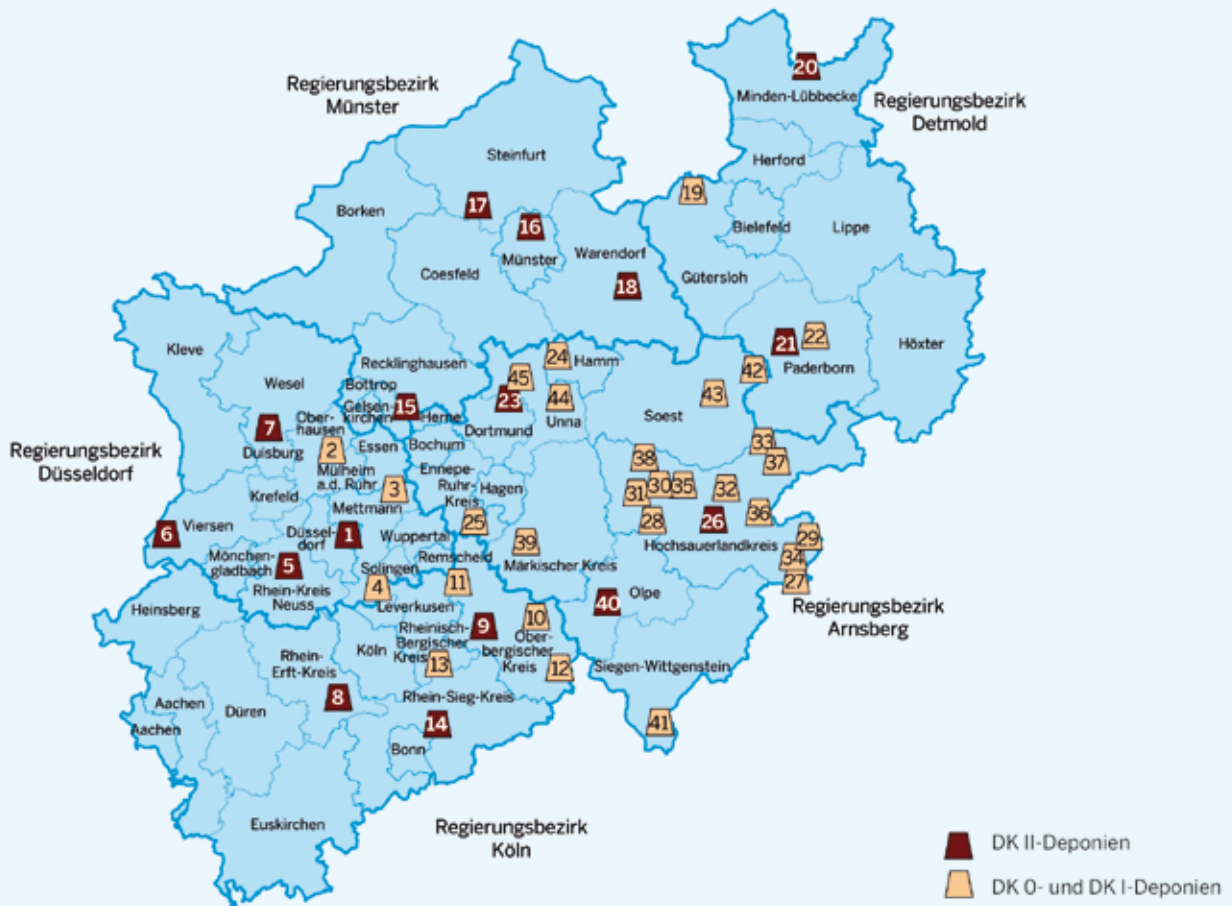 20
Minden-Lübbecke
Regierungsbezirk
Detmold
Regierungsbezirk
Münster
Steinfurt
Herford
19
17
Borken
16
Bielefeld
Lippe
Münster
Warendorf
Coesfeld
18
Gütersloh
21
22
Paderborn
Höxter
Kleve
Recklinghausen
24
Hamm
42
Wesel
Bottrop
45
43
Gelsen-
kirchen
15
Herne
23
44
Soest
7
Ober-
hausen
Dortmund
Unna
Regierungsbezirk
Düsseldorf
Duisburg
2
Essen
Bochum
33
Mülheim
a.d. Ruhr
Ennepe-
Ruhr-
Kreis
38
37
Krefeld
3
Hagen
31
30
35
32
Mettmann
6
Viersen
Düssel-
dorf
1
Wuppertal
25
28
26
36
Hochsauerlandkreis
29
Mönchen-
gladbach
5
Remscheid
39
Märkischer Kreis
34
Solingen
11
27
Rhein-Kreis
Neuss
4
Leverkusen
40
Olpe
Regierungsbezirk
Arnsberg
Heinsberg
Rheinisch-
Bergischer
Kreis
9
10
Ober-
bergischer
Kreis
Köln
13
12
Siegen-Wittgenstein
Rhein-
Erft-Kreis
8
Rhein-Sieg-Kreis
Aachen
Düren
14
41
Aachen
Bonn
Euskirchen
Regierungsbezirk
Köln
DK II-Deponien
DK 0- und DK I-Deponien